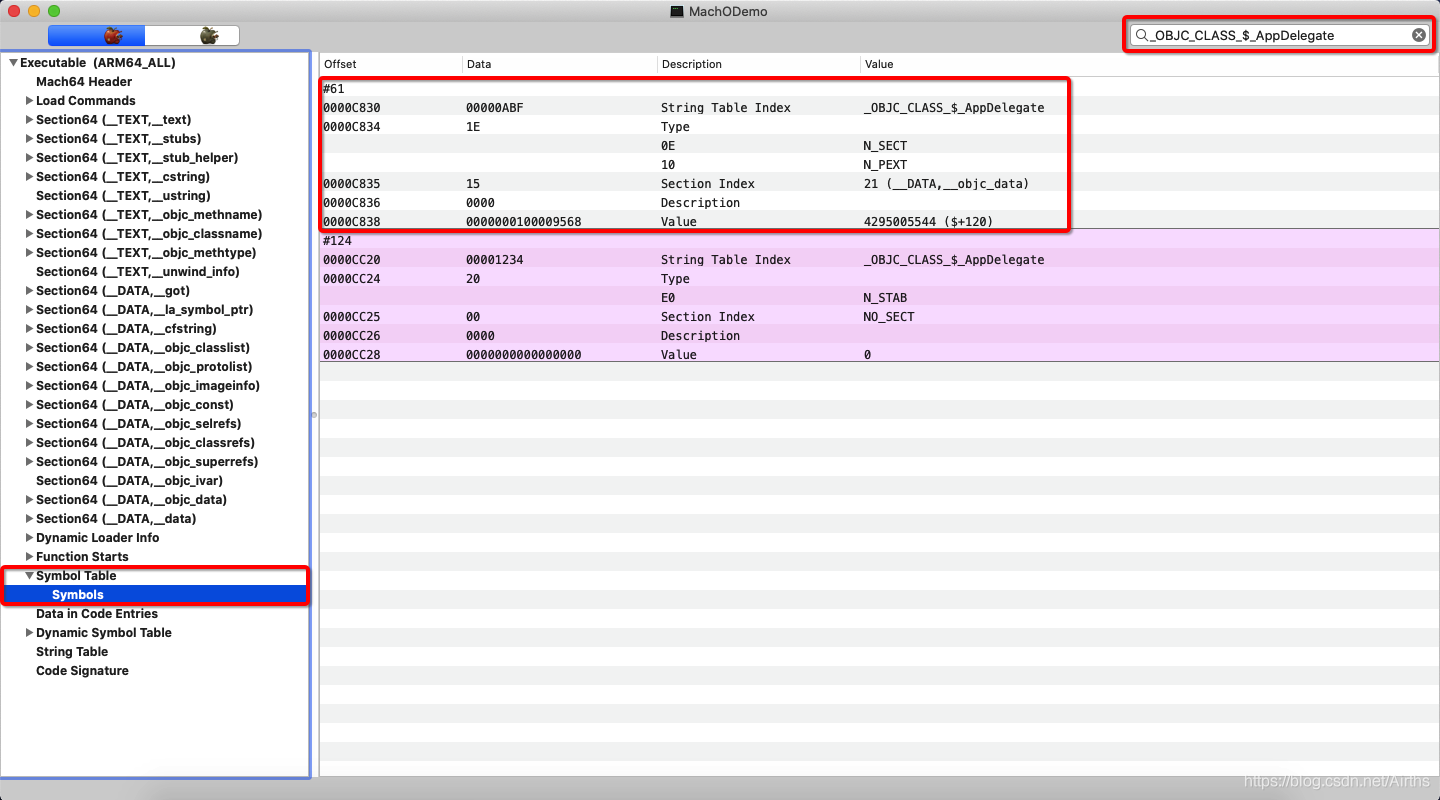 MachODemo
_OBJC_CLASS_$_AppDelegate
Executable (ARM64_ALL)
Mach64 Header
Load Commands
Section64 (__TEXT,__text)
Section64 (__TEXT,__stubs)
Section64 (__TEXT,__stub_helper)
Section64 (__TEXT,__cstring)
Section64 (__TEXT,__ustring)
Section64 (__TEXT,__objc_methname)
Section64 (__TEXT,__objc_classname)
Section64 (__TEXT,__objc_methtype)
Section64 (__TEXT,__unwind_info)
Section64 (__DATA,__got)
Section64 (__DATA,__la_symbol_ptr)
Section64 (__DATA,__cfstring)
Section64 (__DATA,__objc_classlist)
Section64 (__DATA,__objc_protolist)
Section64 (__DATA,__objc_imageinfo)
Section64 (__DATA,__objc_const)
Section64 (__DATA,__objc_selrefs)
Section64 (__DATA,__objc_classrefs)
Section64 (__DATA,__objc_superrefs)
Section64 (__DATA,__objc_ivar)
Section64 (__DATA,__objc_data)
Section64 (__DATA,__data)
Dynamic Loader Info
Function Starts
Symbol Table
Symbols
Data in Code Entries
Dynamic Symbol Table
String Table
Code Signature
Offset Data Description Value
#61
0000C830 00000ABF String Table Index _OBJC_CLASS_$_AppDelegate
0000C834 1E Type
0E N_SECT
10 N_PEXT
0000C835 15 Section Index 21 (__DATA,__objc_data)
0000C836 0000 Description
0000C838 0000000100009568 Value 4295005544 ($+120)
#124
0000CC20 00001234 String Table Index _OBJC_CLASS_$_AppDelegate
0000CC24 20 Type
E0 N_STAB
0000CC25 00 Section Index NO_SECT
0000CC26 0000 Description
0000CC28 0000000000000000 Value 0
https://blog.csdn.net/Airths